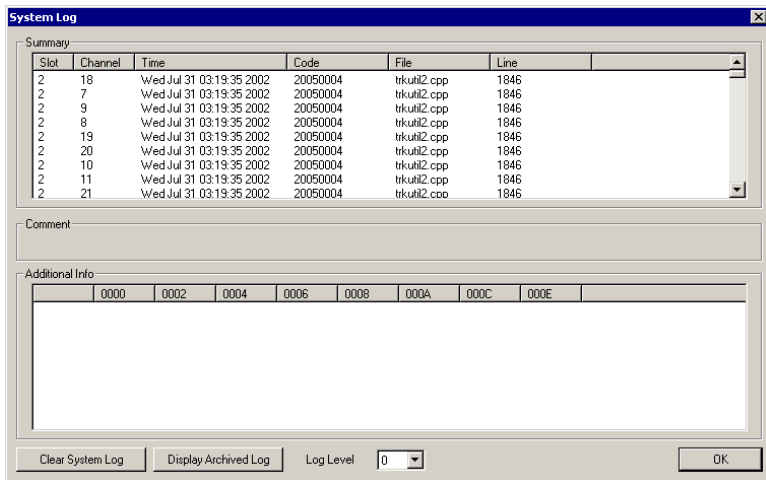 System Log
Summary
Slot Channel Time Code File Line
2 18 Wed Jul 31 03:19:35 2002 20050004 trkutil2.cpp 1846
2 7 Wed Jul 31 03:19:35 2002 20050004 trkutil2.cpp 1846
2 9 Wed Jul 31 03:19:35 2002 20050004 trkutil2.cpp 1846
2 8 Wed Jul 31 03:19:35 2002 20050004 trkutil2.cpp 1846
2 19 Wed Jul 31 03:19:35 2002 20050004 trkutil2.cpp 1846
2 20 Wed Jul 31 03:19:35 2002 20050004 trkutil2.cpp 1846
2 10 Wed Jul 31 03:19:35 2002 20050004 trkutil2.cpp 1846
2 11 Wed Jul 31 03:19:35 2002 20050004 trkutil2.cpp 1846
2 21 Wed Jul 31 03:19:35 2002 20050004 trkutil2.cpp 1846
Comment
Additional Info
0000 0002 0004 0006 0008 000A 000C 000E
Clear System Log Display Archived Log Log Level 0 OK